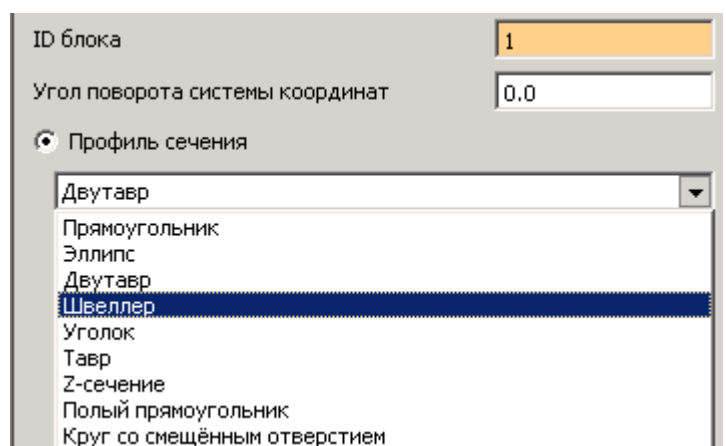 ID блока 1
Угол поворота системы координат 0.0
Профиль сечения
Двутавр
Прямоугольник
Эллипс
Двутавр
Швеллер
Уголок
Тавр
Z-сечение
Полый прямоугольник
Круг со смещённым отверстием